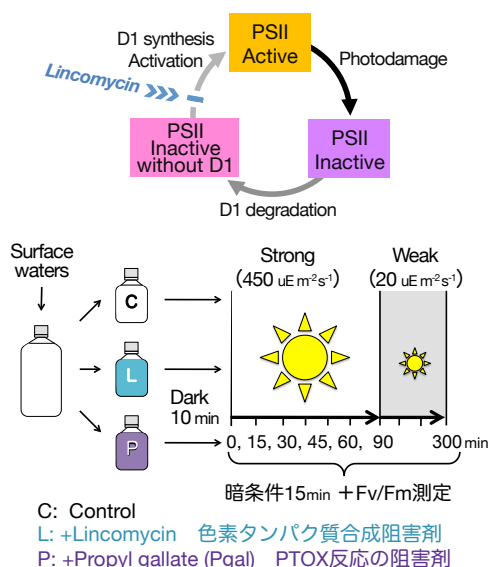 D1 synthesis
Activation
PSII
Active
Photodamage
Lincomycin
PSII
Inactive
without D1
PSII
Inactive
D1 degradation
Surface
waters
Strong
(450 uE m-2s-1)
Weak
(20 uE m-2s-1)
C
L
P
Dark
10 min
0, 15, 30, 45, 60, 90 300 min
暗条件15min +Fv/Fm測定
C: Control
L: +Lincomycin 色素タンパク質合成阻害剤
P: +Propyl gallate (Pgal) PTOX反応の阻害剤